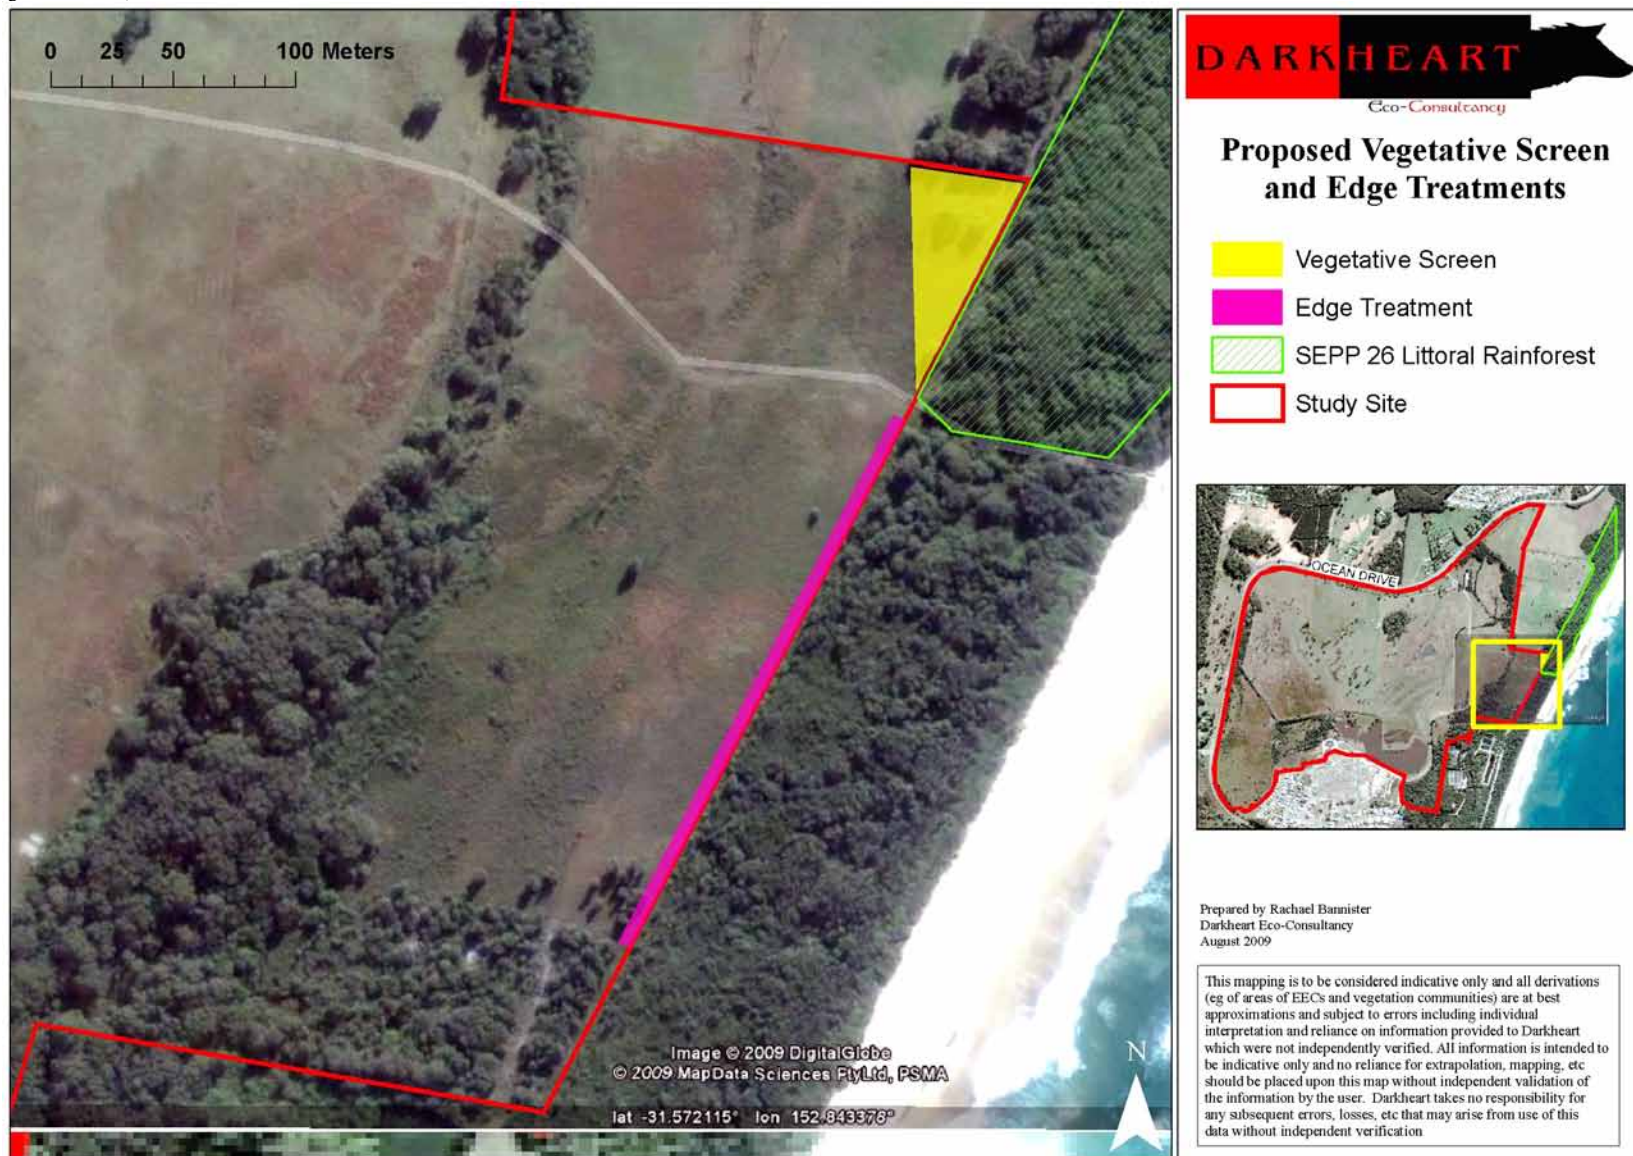 0 25 50 100 Meters
Image © 2009 DigitalGlobe
© 2009 MapData Sciences PtyLtd, PSMA
lat -31.572115° lon 152.843376°
N
DARKHEART
Eco-Consultancy
Proposed Vegetative Screen
and Edge Treatments
Vegetative Screen
Edge Treatment
SEPP 26 Littoral Rainforest
Study Site
OCEAN DRIVE
Prepared by Rachael Bannister
Darkheart Eco-Consultancy
August 2009
This mapping is to be considered indicative only and all derivations
(eg of areas of EECs and vegetation communities) are at best
approximations and subject to errors including individual
interpretation and reliance on information provided to Darkheart
which were not independently verified. All information is intended to
be indicative only and no reliance for extrapolation, mapping, etc
should be placed upon this map without independent validation of
the information by the user. Darkheart takes no responsibility for
any subsequent errors, losses, etc that may arise from use of this
data without independent verification